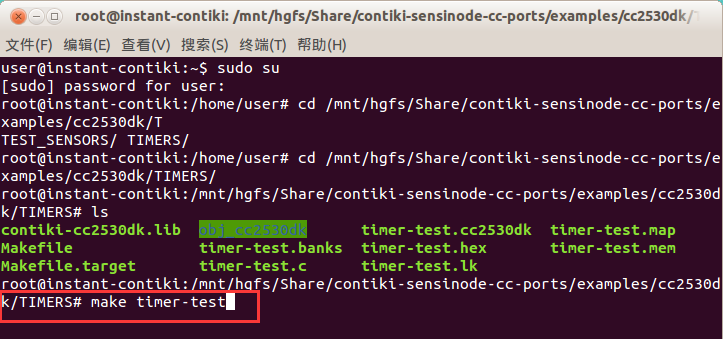 root@instant-contiki: /mnt/hgfs/Share/contiki-sensinode-cc-ports/examples/cc2530dk/T
文件(F) 编辑(E) 查看(V) 搜索(S) 终端(T) 帮助(H)
user@instant-contiki:~$ sudo su
[sudo] password for user:
root@instant-contiki:/home/user# cd /mnt/hgfs/Share/contiki-sensinode-cc-ports/e
xamples/cc2530dk/T
TEST_SENSORS/ TIMERS/
root@instant-contiki:/home/user# cd /mnt/hgfs/Share/contiki-sensinode-cc-ports/e
xamples/cc2530dk/TIMERS/
root@instant-contiki:/mnt/hgfs/Share/contiki-sensinode-cc-ports/examples/cc2530d
k/TIMERS# ls
contiki-cc2530dk.lib obj_cc2530dk timer-test.cc2530dk timer-test.map
Makefile timer-test.banks timer-test.hex timer-test.mem
Makefile.target timer-test.c timer-test.lk
root@instant-contiki:/mnt/hgfs/Share/contiki-sensinode-cc-ports/examples/cc2530d
k/TIMERS# make timer-test